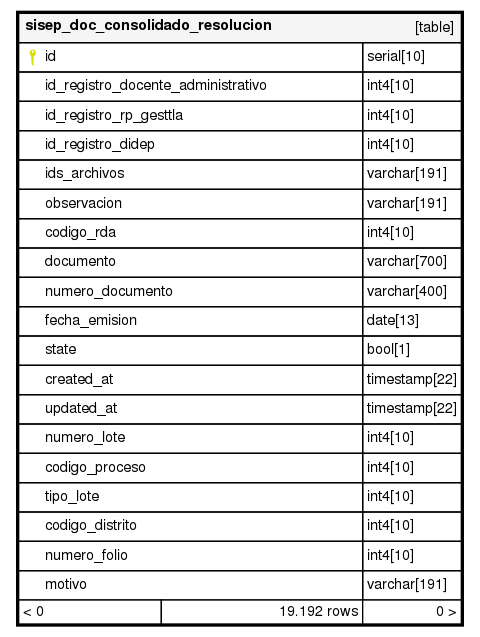 sisep_doc_consolidado_resolucion [table]
id serial[10]
id_registro_docente_administrativo int4[10]
id_registro_rp_gesttla int4[10]
id_registro_didep int4[10]
ids_archivos varchar[191]
observacion varchar[191]
codigo_rda int4[10]
documento varchar[700]
numero_documento varchar[400]
fecha_emision date[13]
state bool[1]
created_at timestamp[22]
updated_at timestamp[22]
numero_lote int4[10]
codigo_proceso int4[10]
tipo_lote int4[10]
codigo_distrito int4[10]
numero_folio int4[10]
motivo varchar[191]
< 0 19.192 rows 0 >